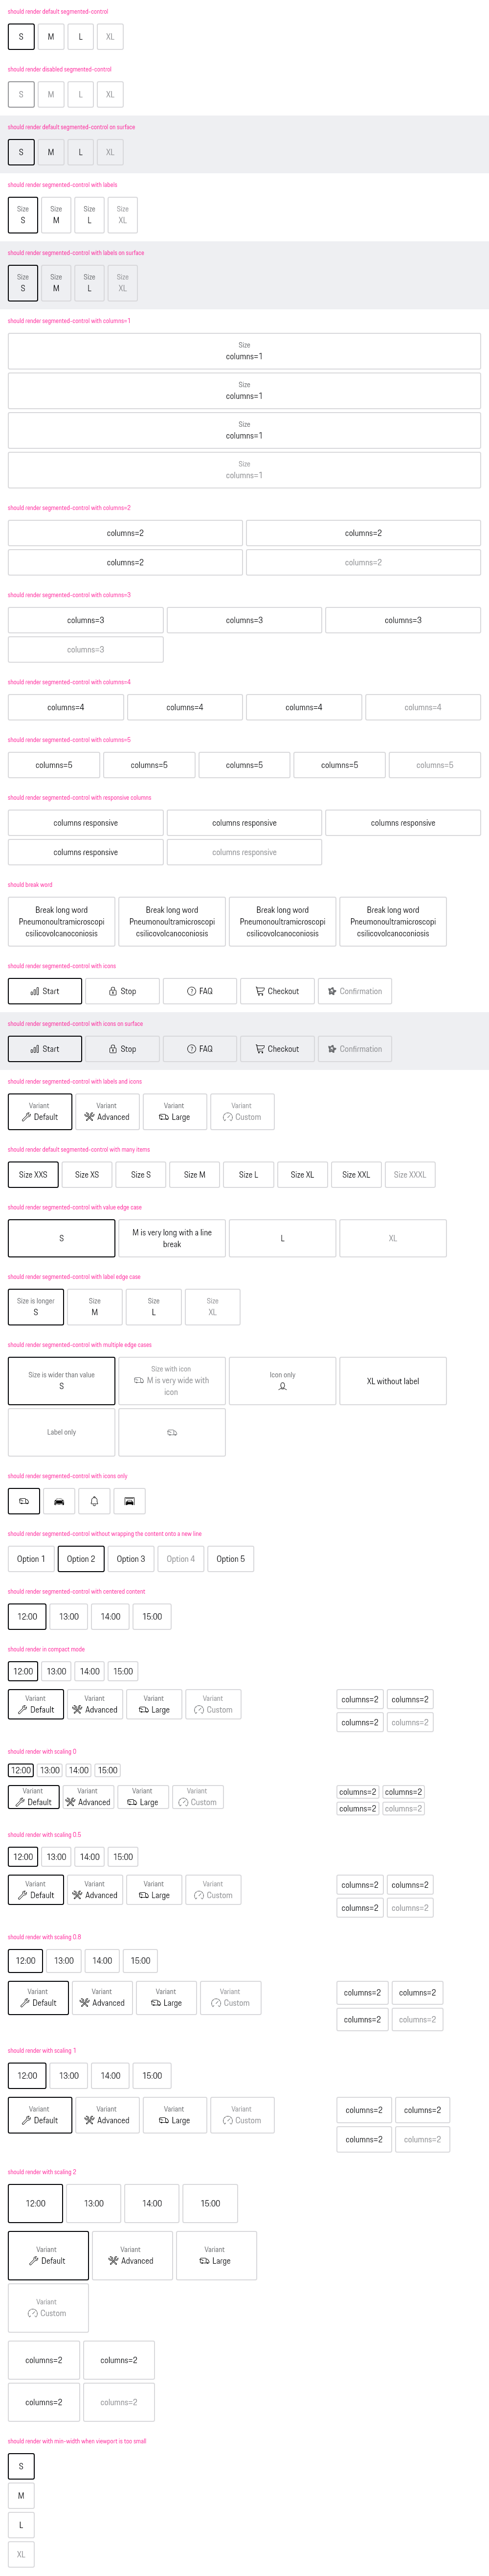 should render default segmented-control
S M L XL
should render disabled segmented-control
S M L XL
should render default segmented-control on surface
S M L XL
should render segmented-control with labels
Size Size Size Size
S M L XL
should render segmented-control with labels on surface
Size Size Size Size
S M L XL
should render segmented-control with columns=1
Size
columns=1
Size
columns=1
Size
columns=1
Size
columns=1
should render segmented-control with columns=2
columns=2 columns=2
columns=2 columns=2
should render segmented-control with columns=3
columns=3 columns=3 columns=3
columns=3
should render segmented-control with columns=4
columns=4 columns=4 columns=4 columns=4
should render segmented-control with columns=5
columns=5 columns=5 columns=5 columns=5 columns=5
should render segmented-control with responsive columns
columns responsive columns responsive columns responsive
columns responsive columns responsive
should break word
Break long word Break long word Break long word Break long word
Pneumonoultramicroscopi Pneumonoultramicroscopi Pneumonoultramicroscopi Pneumonoultramicroscopi
csilicovolcanoconiosis csilicovolcanoconiosis csilicovolcanoconiosis csilicovolcanoconiosis
should render segmented-control with icons
Start Stop FAQ Checkout Confirmation
should render segmented-control with icons on surface
Start Stop FAQ Checkout Confirmation
should render segmented-control with labels and icons
Variant Variant Variant Variant
Default Advanced Large Custom
should render default segmented-control with many items
Size XXS Size XS Size S Size M Size L Size XL Size XXL Size XXXL
should render segmented-control with value edge case
S M is very long with a line break L XL
should render segmented-control with label edge case
Size is longer Size Size Size
S M L XL
should render segmented-control with multiple edge cases
Size is wider than value
S
Size with icon
M is very wide with
icon
Icon only
XL without label
Label only
should render segmented-control with icons only
should render segmented-control without wrapping the content onto a new line
Option 1 Option 2 Option 3 Option 4 Option 5
should render segmented-control with centered content
12:00 13:00 14:00 15:00
should render in compact mode
12:00 13:00 14:00 15:00
Variant Variant Variant Variant
Default Advanced Large Custom
columns=2 columns=2
columns=2 columns=2
should render with scaling 0
12:00 13:00 14:00 15:00
Variant Variant Variant Variant
Default Advanced Large Custom
columns=2 columns=2
columns=2 columns=2
should render with scaling 0.5
12:00 13:00 14:00 15:00
Variant Variant Variant Variant
Default Advanced Large Custom
columns=2 columns=2
columns=2 columns=2
should render with scaling 0.8
12:00 13:00 14:00 15:00
Variant Variant Variant Variant
Default Advanced Large Custom
columns=2 columns=2
columns=2 columns=2
should render with scaling 1
12:00 13:00 14:00 15:00
Variant Variant Variant Variant
Default Advanced Large Custom
columns=2 columns=2
columns=2 columns=2
should render with scaling 2
12:00 13:00 14:00 15:00
Variant Variant Variant
Default Advanced Large
Variant
Custom
columns=2 columns=2
columns=2 columns=2
should render with min-width when viewport is too small
S
M
L
XL